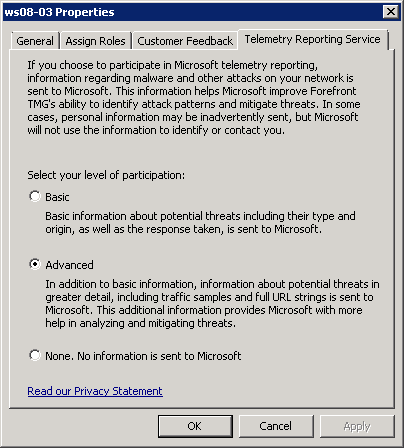 ws08-03 Properties
General
Assign Roles
Customer Feedback
Telemetry Reporting Service
If you choose to participate in Microsoft telemetry reporting,
information regarding malware and other attacks on your network is
sent to Microsoft. This information helps Microsoft improve Forefront
TMG's ability to identify attack patterns and mitigate threats. In some
cases, personal information may be inadvertently sent, but Microsoft
will not use the information to identify or contact you.
Select your level of participation:
Basic
Basic information about potential threats including their type and
origin, as well as the response taken, is sent to Microsoft.
Advanced
In addition to basic information, information about potential threats in
greater detail, including traffic samples and full URL strings is sent to
Microsoft. This additional information provides Microsoft with more
help in analyzing and mitigating threats.
None. No information is sent to Microsoft
Read our Privacy Statement
OK
Cancel
Apply